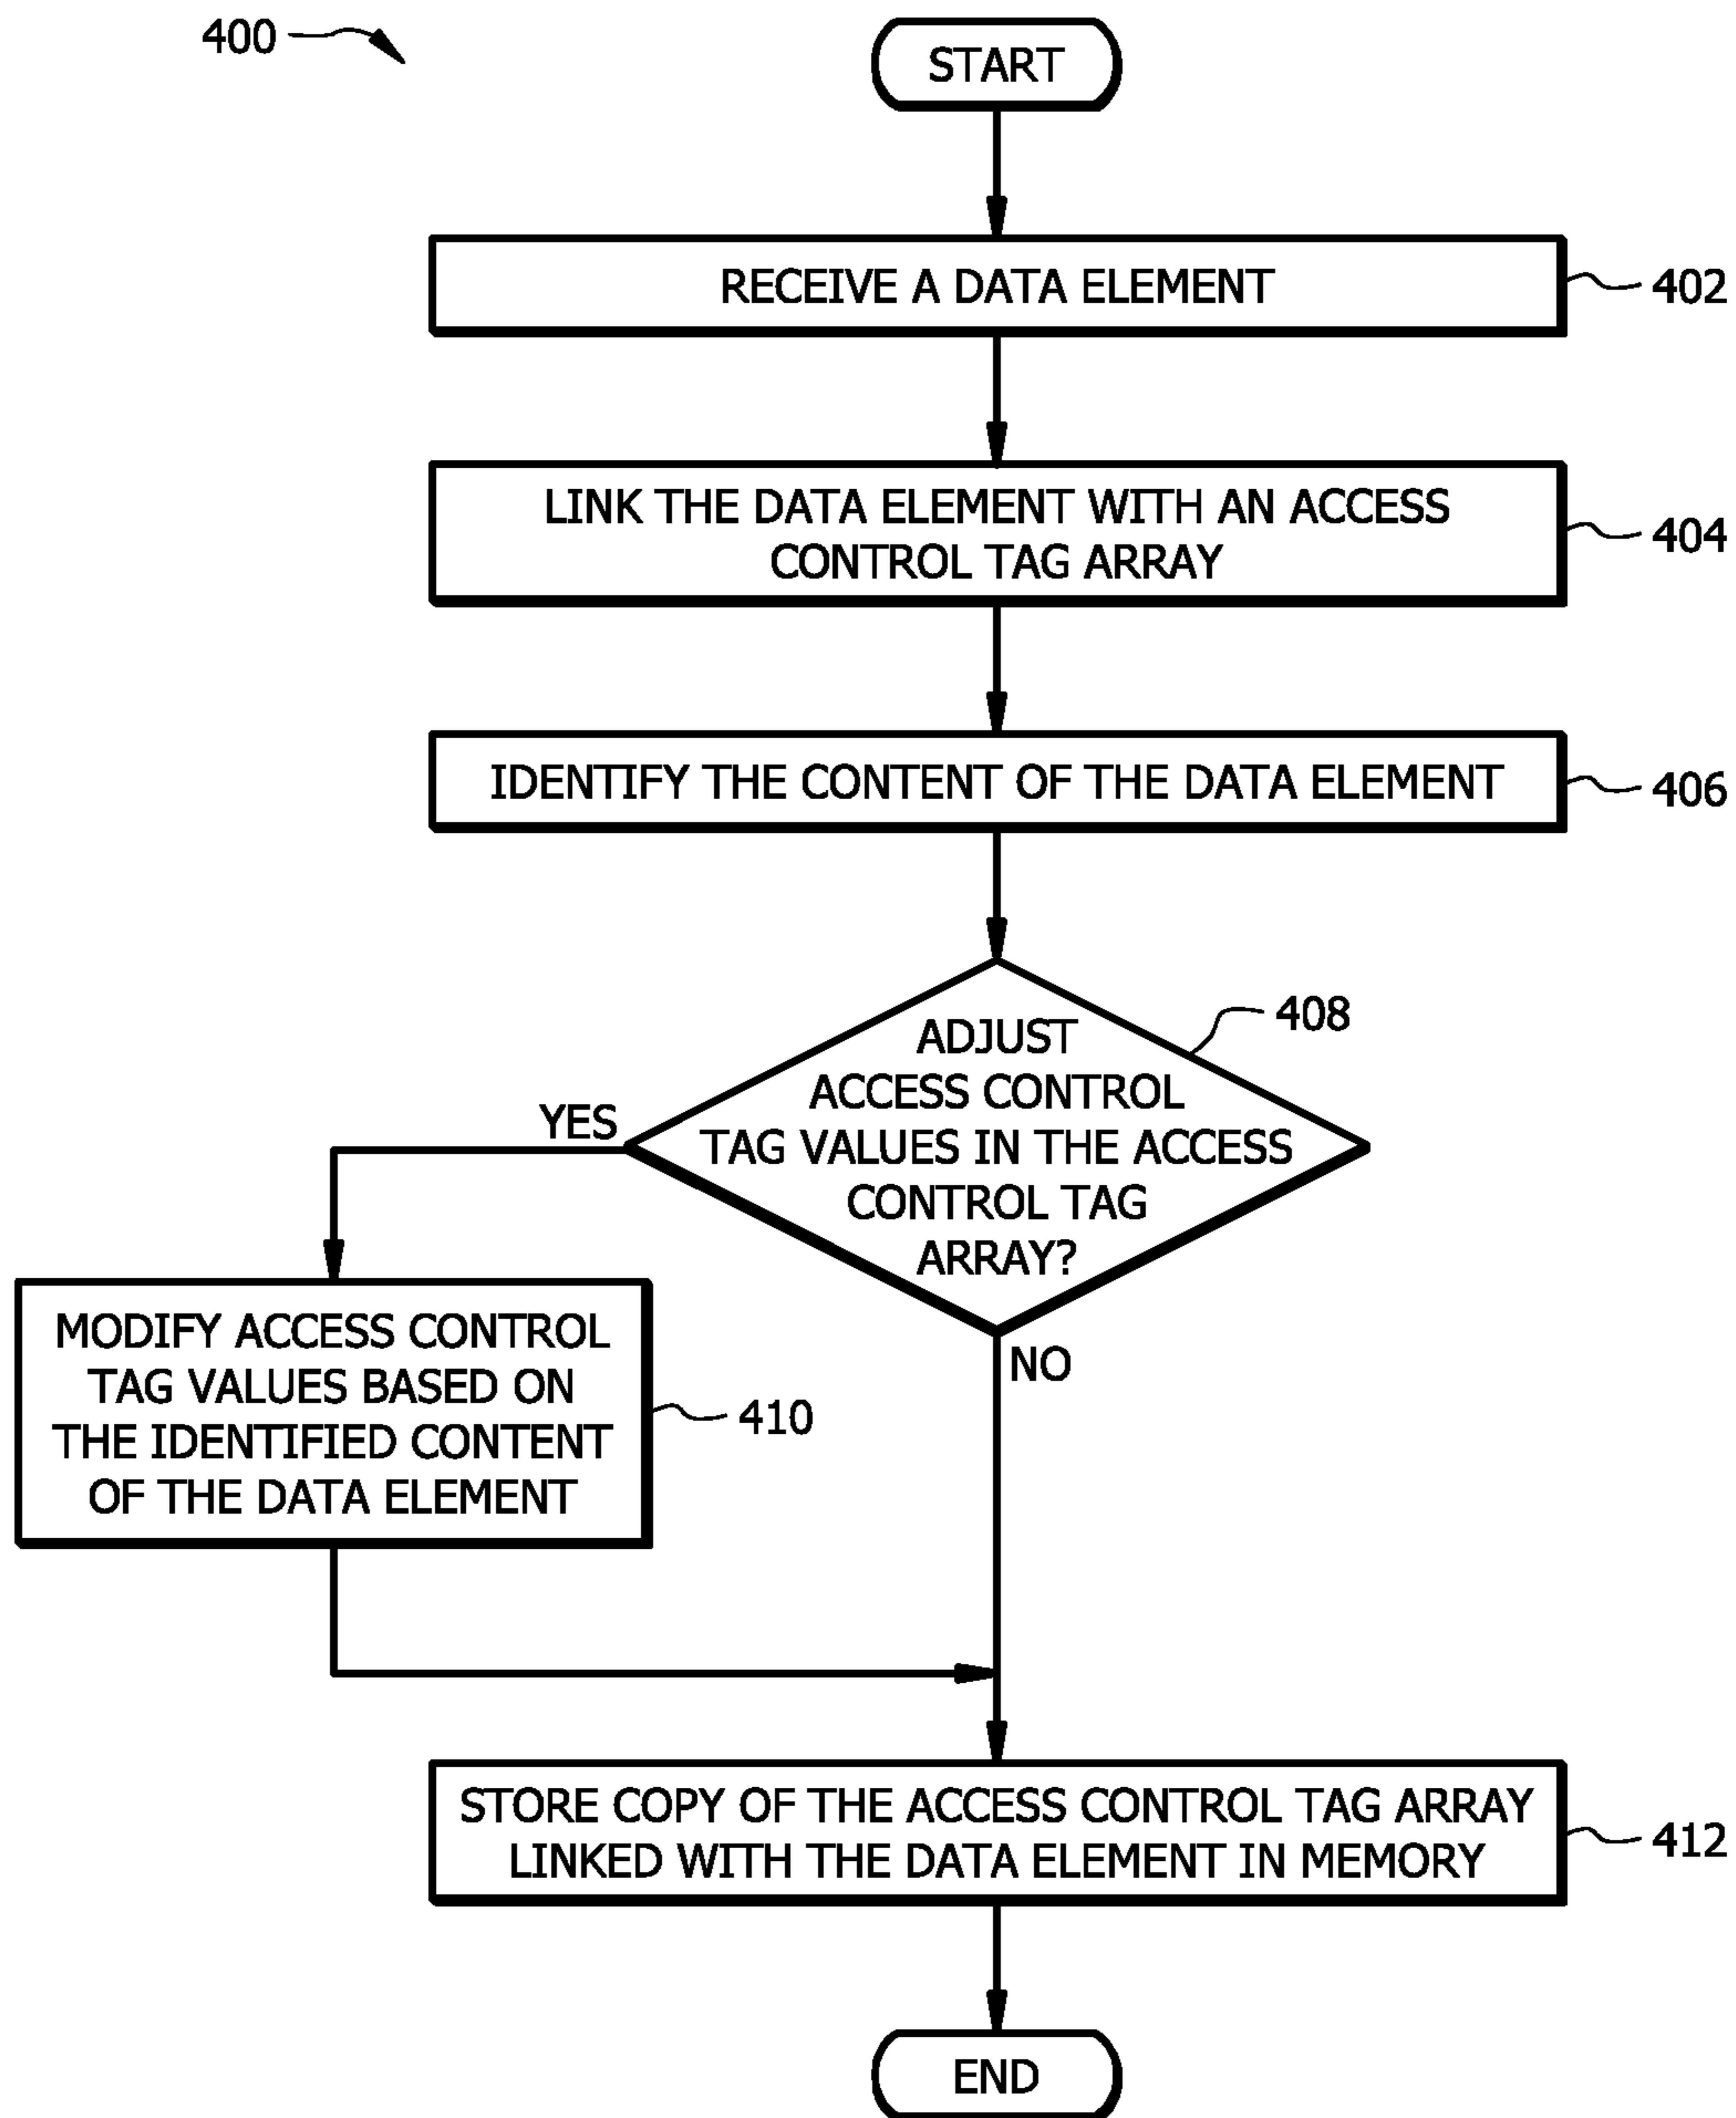 400
START
RECEIVE A DATA ELEMENT
402
LINK THE DATA ELEMENT WITH AN ACCESS
CONTROL TAG ARRAY
404
IDENTIFY THE CONTENT OF THE DATA ELEMENT
406
ADJUST
ACCESS CONTROL
TAG VALUES IN THE ACCESS
CONTROL TAG
ARRAY?
408
YES
NO
MODIFY ACCESS CONTROL
TAG VALUES BASED ON
THE IDENTIFIED CONTENT
OF THE DATA ELEMENT
410
STORE COPY OF THE ACCESS CONTROL TAG ARRAY
LINKED WITH THE DATA ELEMENT IN MEMORY
412
END